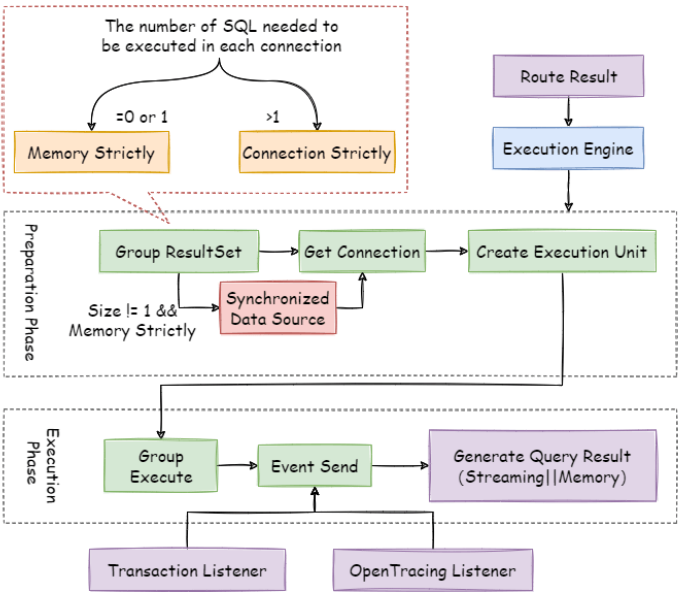 The number of SQL needed to
be executed in each connection
=0 or 1
>1
Memory Strictly
Connection Strictly
Route Result
Execution Engine
Preparation Phase
Group ResultSet
Get Connection
Create Execution Unit
Size != 1 &&
Memory Strictly
Synchronized
Data Source
Execution
Phase
Group
Execute
Event Send
Generate Query Result
(Streaming||Memory)
Transaction Listener
OpenTracing Listener